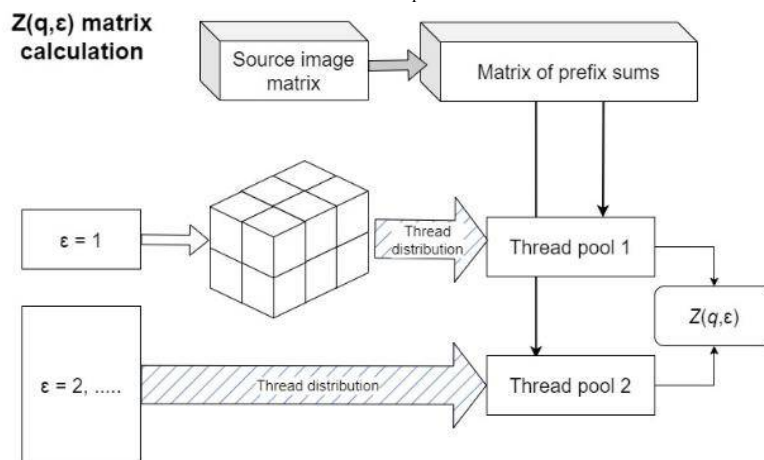 Z(q,ε) matrix
calculation
Source image
matrix
Matrix of prefix sums
ε = 1
Thread
distribution
Thread pool 1
Z(q,ε)
ε = 2, .....
Thread distribution
Thread pool 2